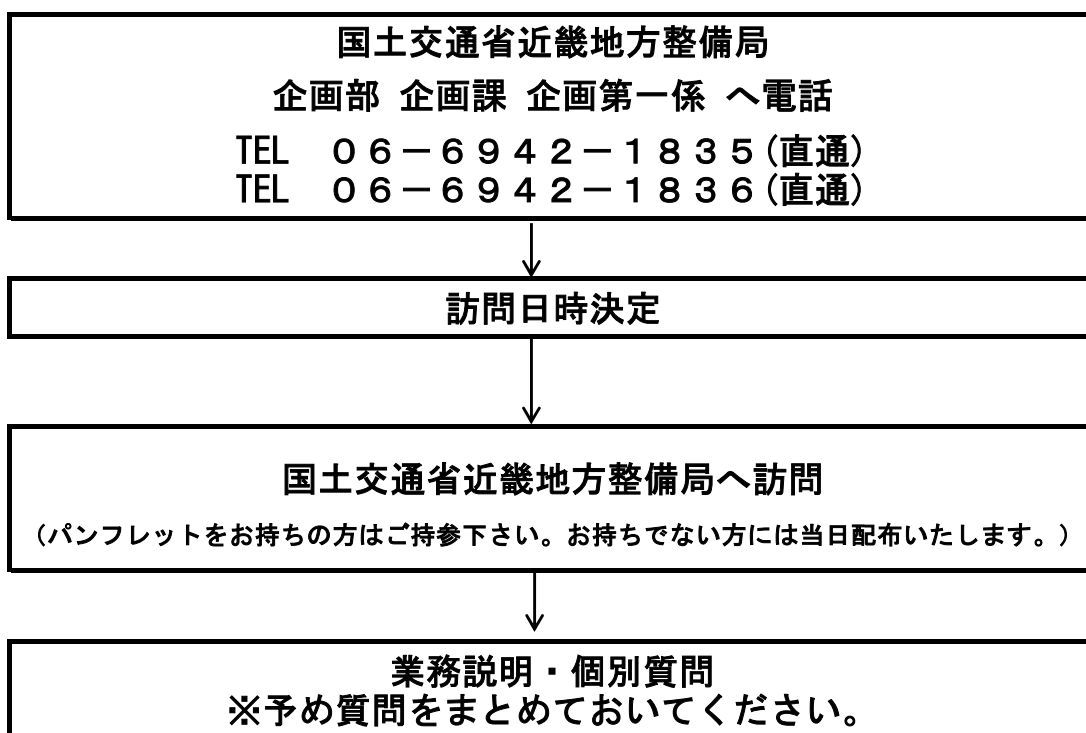 国土交通省近畿地方整備局
企画部 企画課 企画第一係 へ電話
TEL ０６－６９４２－１８３５(直通)
TEL ０６－６９４２－１８３６(直通)
訪問日時決定
国土交通省近畿地方整備局へ訪問
（パンフレットをお持ちの方はご持参下さい。お持ちでない方には当日配布いたします。）
業務説明・個別質問
※予め質問をまとめておいてください。